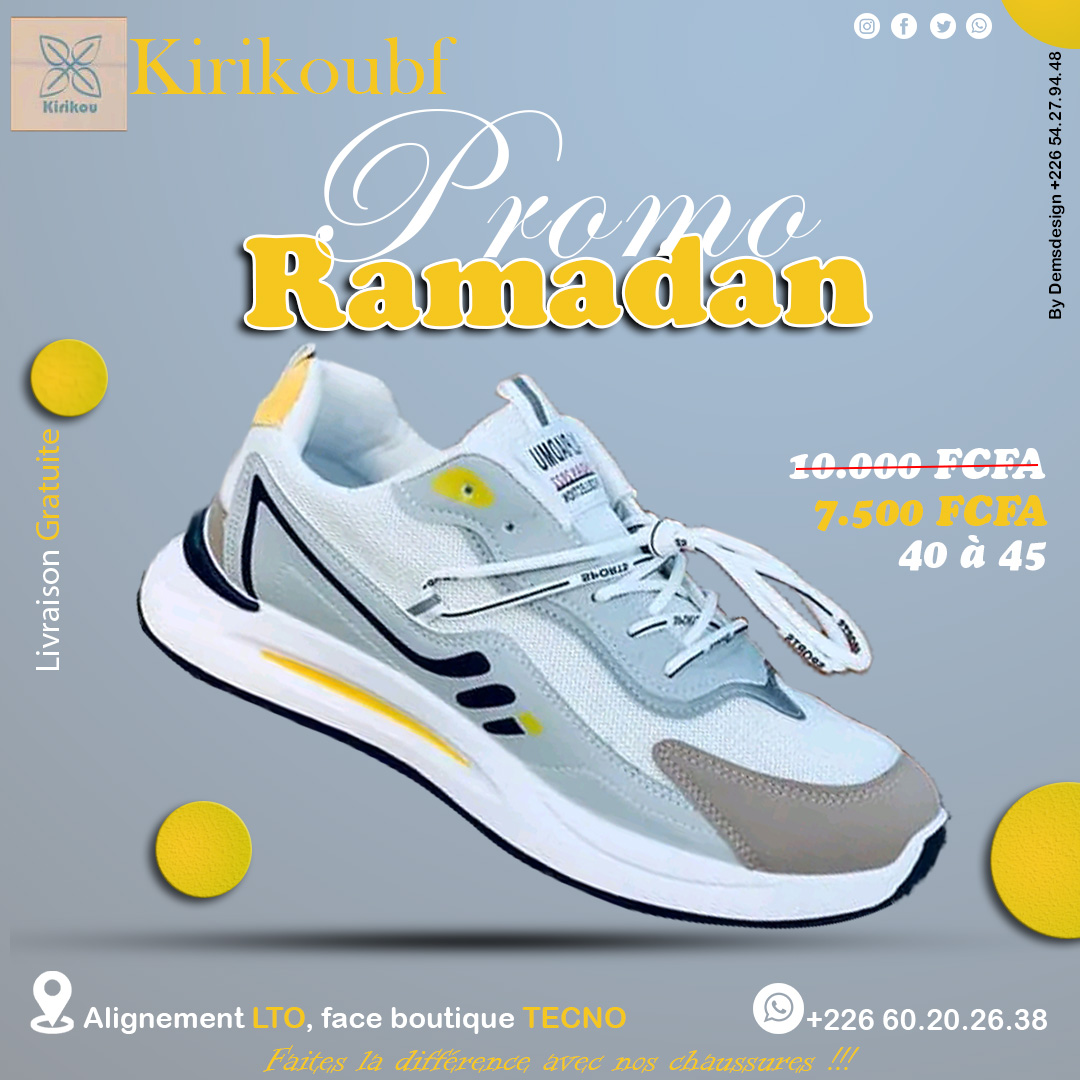 Kirikou
Kirikoubf
By Demsdesign +226 54.27.94.48
Promo
Ramadan
Livraison Gratuite
10.000 FCFA
7.500 FCFA
40 à 45
SPORTS
Alignement LTO, face boutique TECNO
+226 60.20.26.38
Faites la différence avec nos chaussures !!!